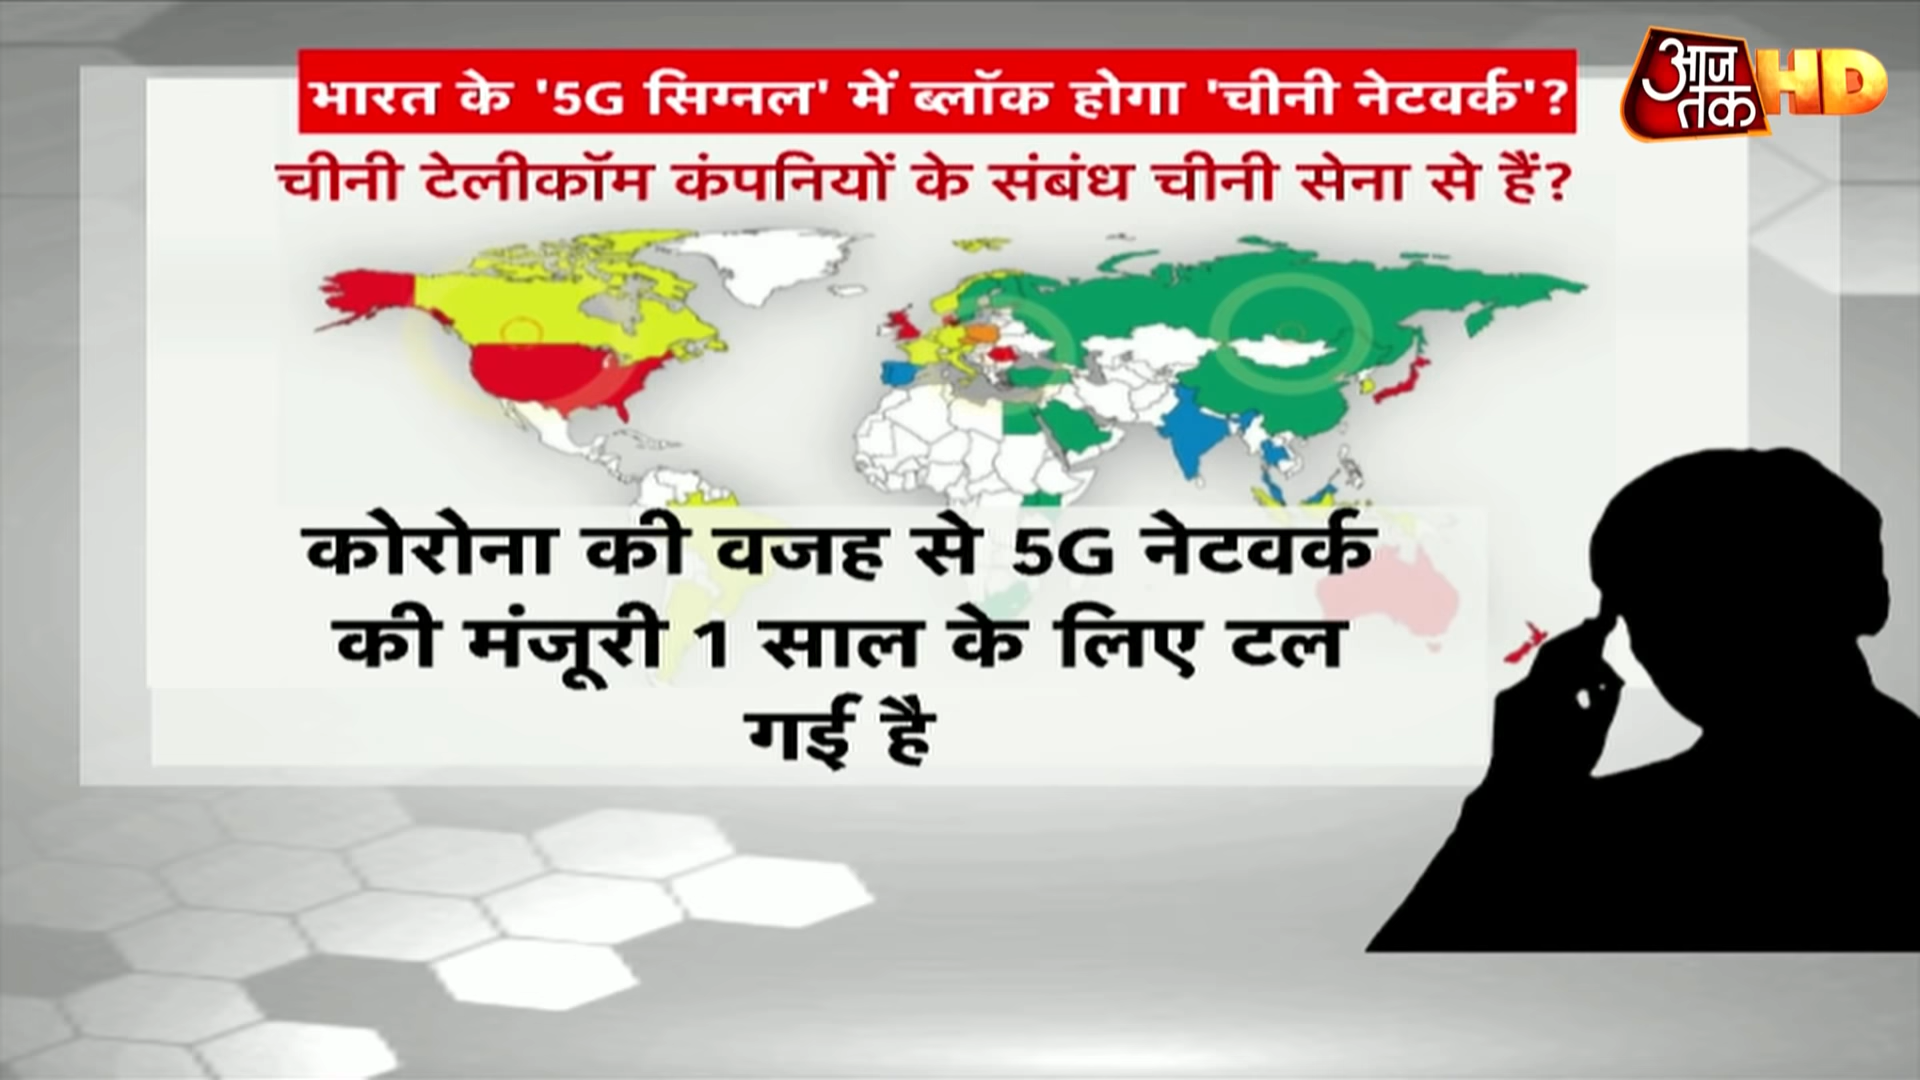 भारत के '5G सिग्नल' में ब्लॉक होगा 'चीनी नेटवर्क'?
आज तक HD
चीनी टेलीकॉम कंपनियों के संबंध चीनी सेना से हैं?
कोरोना की वजह से 5G नेटवर्क
की मंजूरी 1 साल के लिए टल
गई है